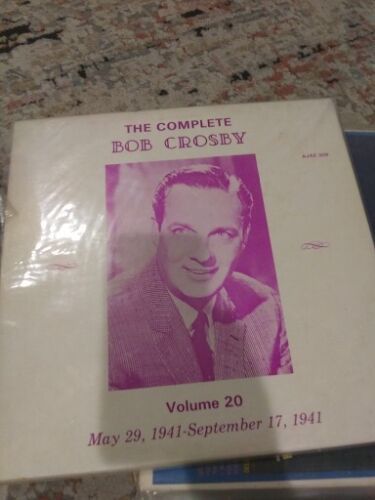 THE COMPLETE
BOB CROSBY
Volume 20
May 29, 1941-September 17, 1941